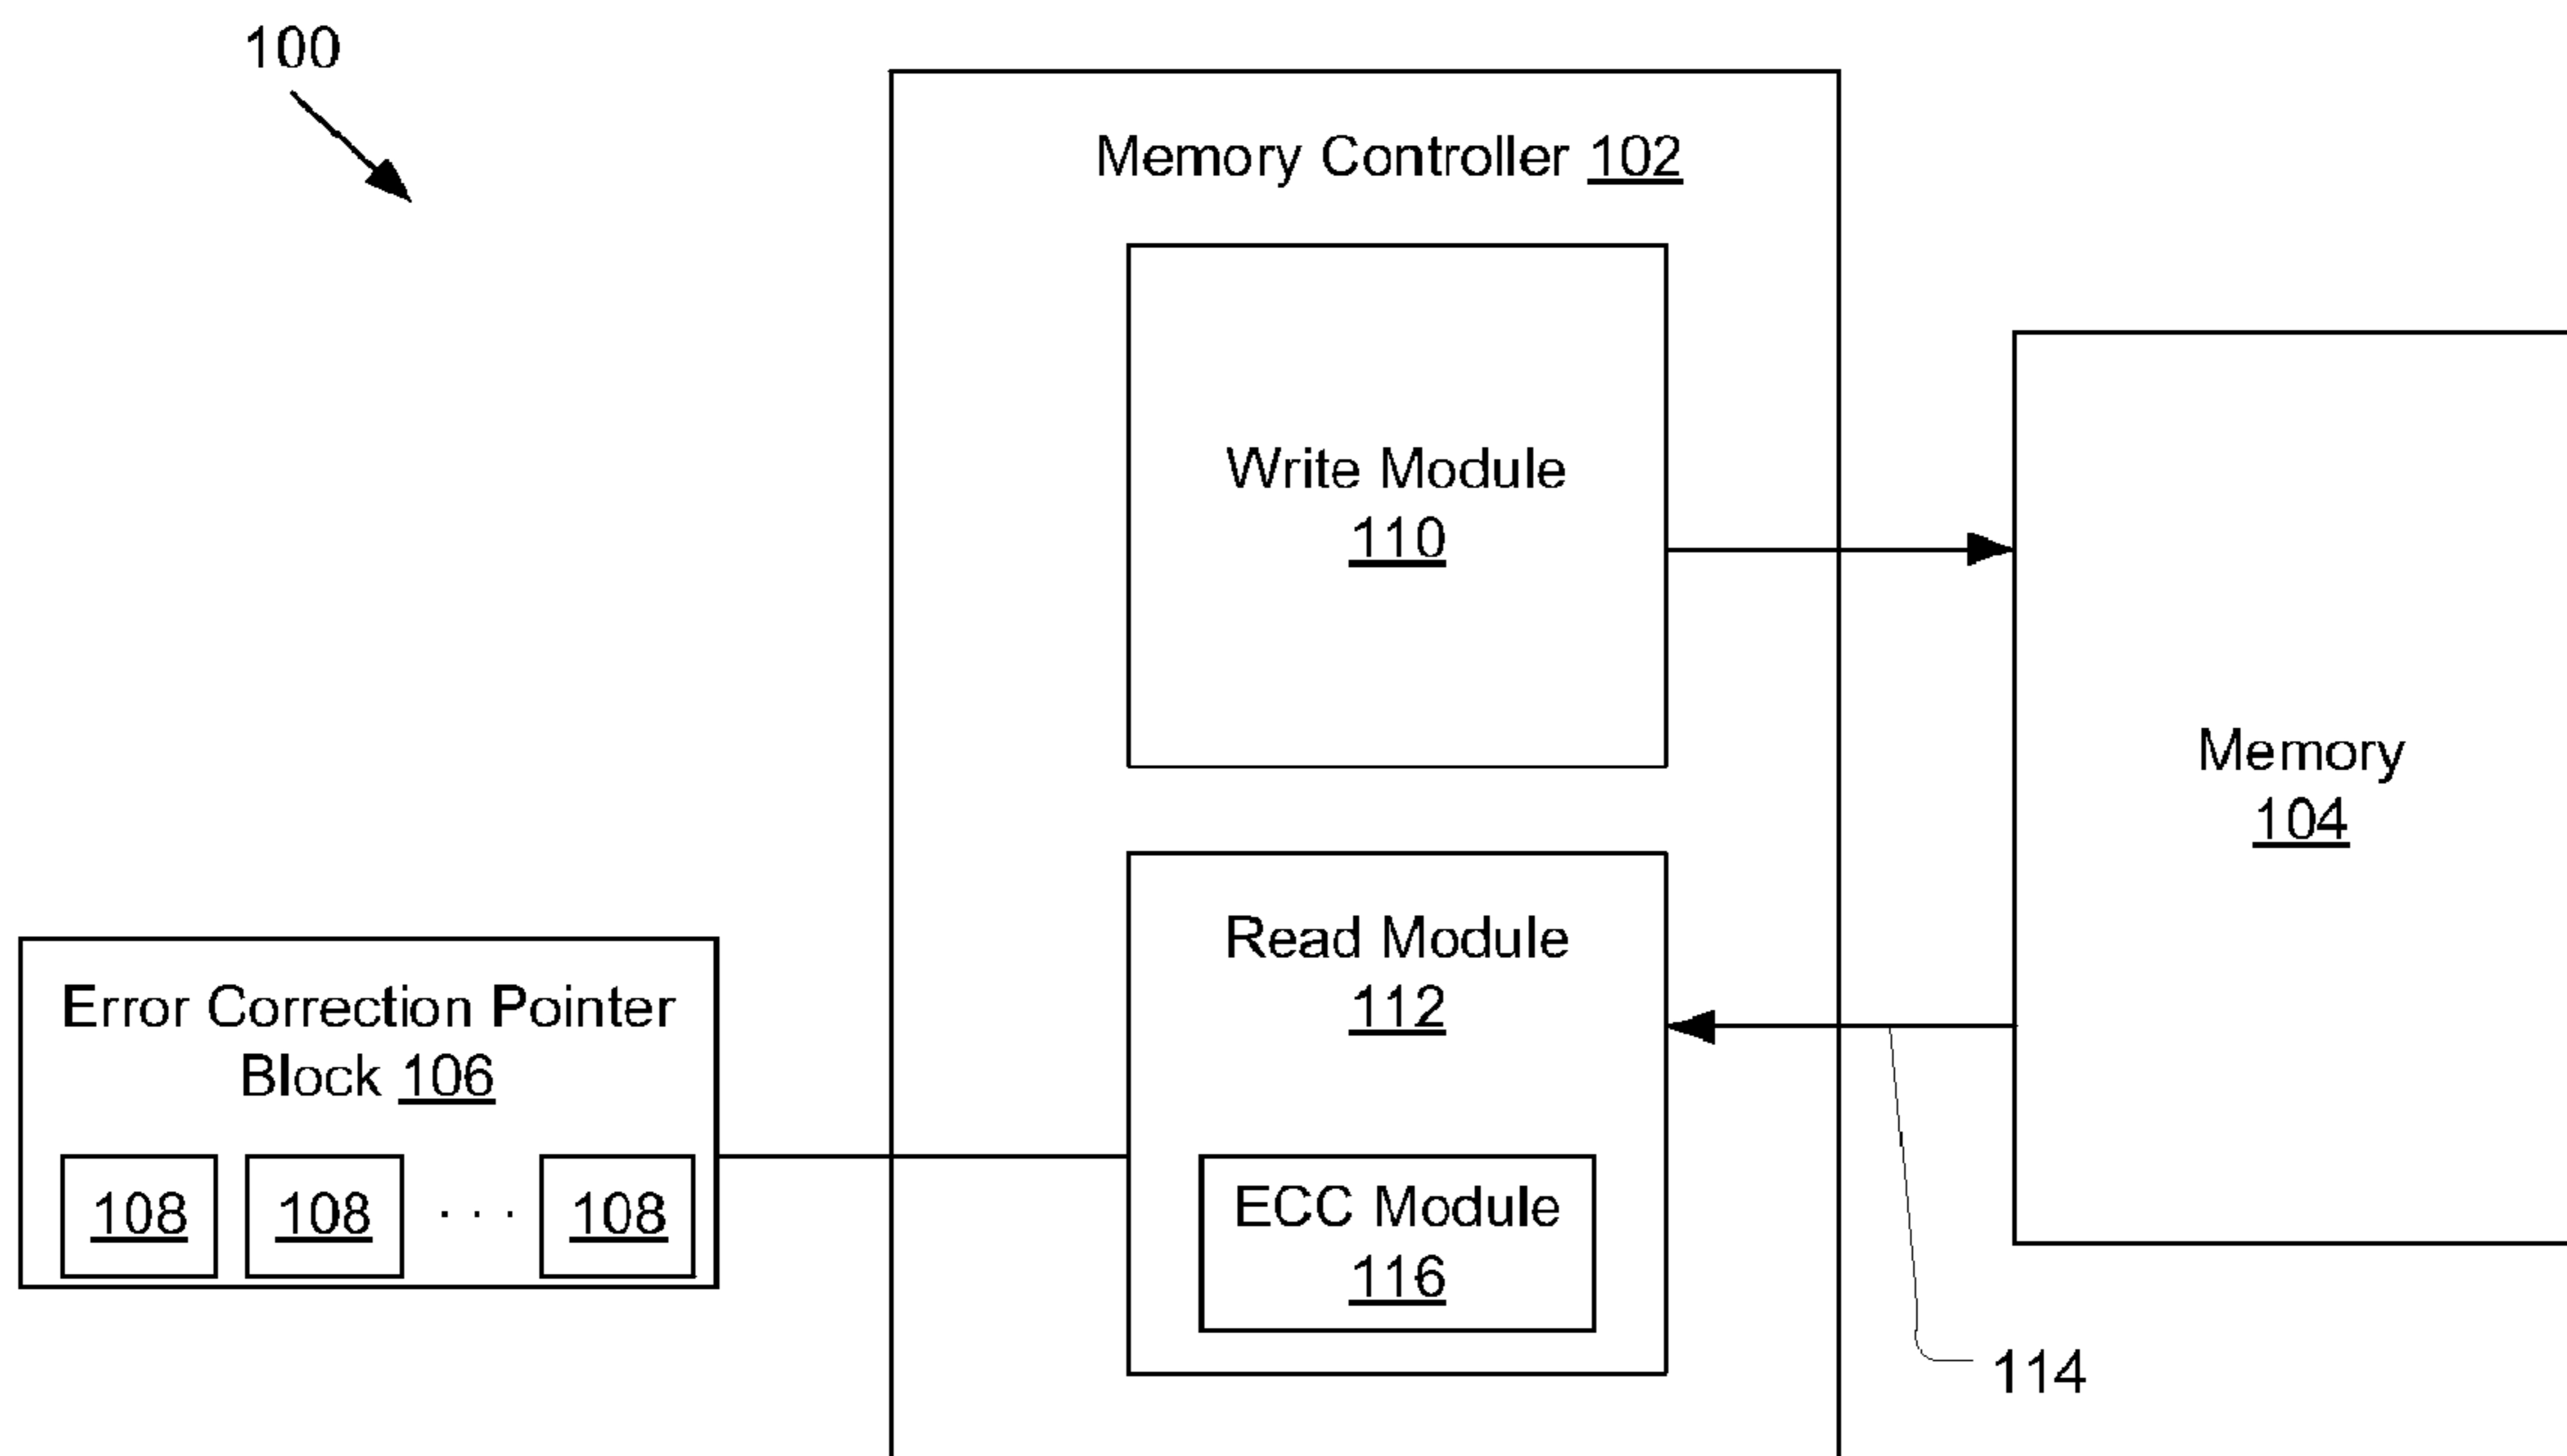 100
Memory Controller 102
Write Module
110
Memory
104
Read Module
112
Error Correction Pointer
Block 106
108 108 . . . 108
ECC Module
116
114